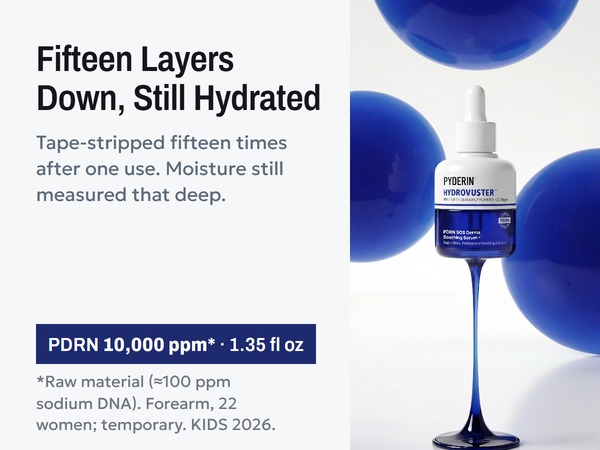 Fifteen Layers
Down, Still Hydrated
Tape-stripped fifteen times
after one use. Moisture still
measured that deep.
PDRN 10,000 ppm* · 1.35 fl oz
*Raw material (≈100 ppm
sodium DNA). Forearm, 22
women; temporary. KIDS 2026.
PYDERIN
HYDROVUSTER
PDRN SOS Derma
Soothing Serum